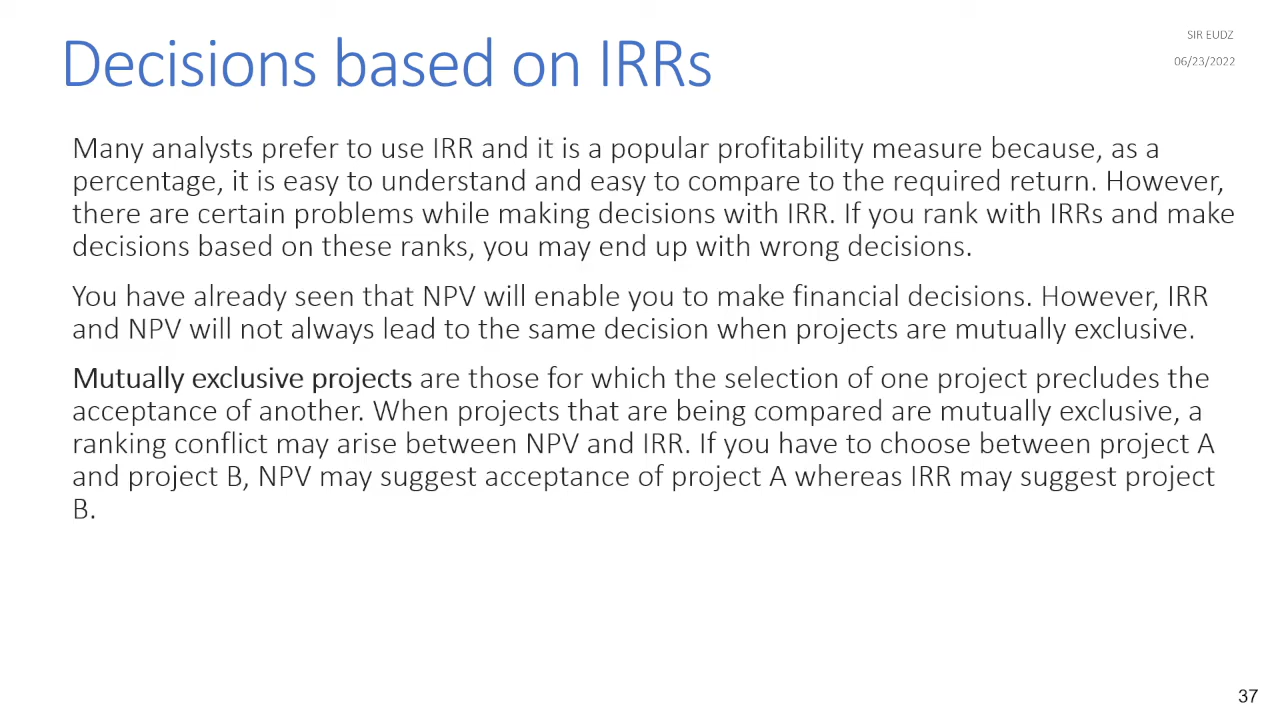 Decisions based on IRRs
SIR EUDZ
06/23/2022
Many analysts prefer to use IRR and it is a popular profitability measure because, as a
percentage, it is easy to understand and easy to compare to the required return. However,
there are certain problems while making decisions with IRR. If you rank with IRRs and make
decisions based on these ranks, you may end up with wrong decisions.
You have already seen that NPV will enable you to make financial decisions. However, IRR
and NPV will not always lead to the same decision when projects are mutually exclusive.
Mutually exclusive projects are those for which the selection of one project precludes the
acceptance of another. When projects that are being compared are mutually exclusive, a
ranking conflict may arise between NPV and IRR. If you have to choose between project A
and project B, NPV may suggest acceptance of project A whereas IRR may suggest project
B.
37